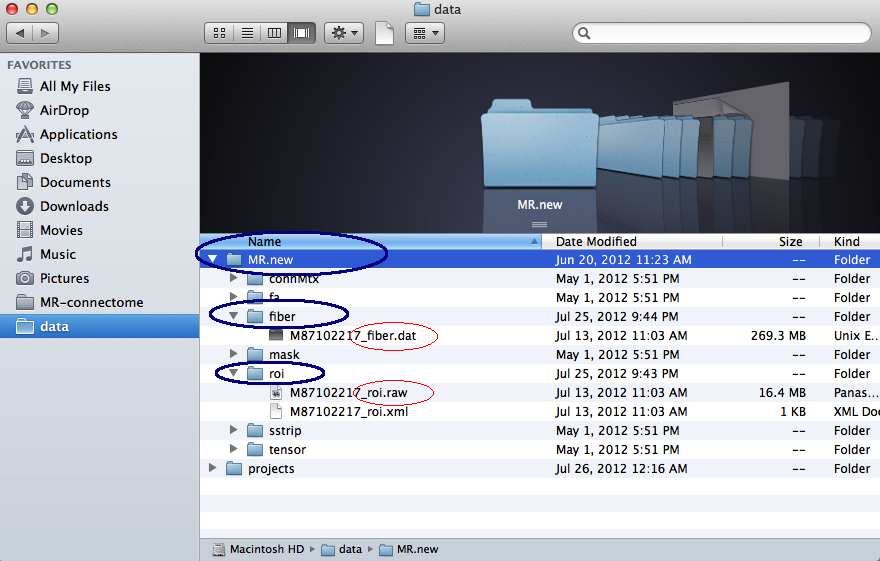 data
FAVORITES
All My Files
AirDrop
Applications
Desktop
Documents
Downloads
Movies
Music
Pictures
MR-connectome
data
MR.new
Name Date Modified Size Kind
MR.new Jun 20, 2012 11:23 AM -- Folder
connMtx May 1, 2012 5:51 PM -- Folder
fa May 1, 2012 5:51 PM -- Folder
fiber Jul 25, 2012 9:44 PM -- Folder
M87102217_fiber.dat Jul 13, 2012 11:03 AM 269.3 MB Unix E...
mask May 1, 2012 5:51 PM -- Folder
roi Jul 25, 2012 9:43 PM -- Folder
M87102217_roi.raw Jul 13, 2012 11:03 AM 16.4 MB Panas...
M87102217_roi.xml Jul 13, 2012 11:03 AM 1 KB XML Doc
sstrip May 1, 2012 5:51 PM -- Folder
tensor May 1, 2012 5:51 PM -- Folder
projects Jul 26, 2012 12:16 AM -- Folder
Macintosh HD ▸ data ▸ MR.new